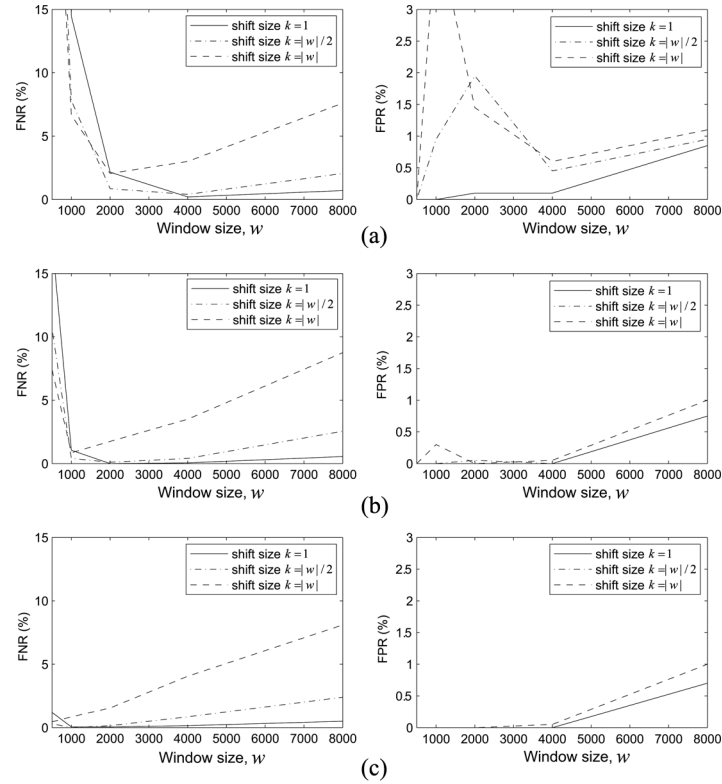 15
10
5
0
FNR (%)
1000 2000 3000 4000 5000 6000 7000 8000
Window size, w
shift size k = 1
shift size k =| w | / 2
shift size k =| w |
3
2.5
2
1.5
1
0.5
0
FPR (%)
1000 2000 3000 4000 5000 6000 7000 8000
Window size, w
shift size k = 1
shift size k =| w | / 2
shift size k =| w |
(a)
15
10
5
0
FNR (%)
1000 2000 3000 4000 5000 6000 7000 8000
Window size, w
shift size k = 1
shift size k =| w | / 2
shift size k =| w |
3
2.5
2
1.5
1
0.5
0
FPR (%)
1000 2000 3000 4000 5000 6000 7000 8000
Window size, w
shift size k = 1
shift size k =| w | / 2
shift size k =| w |
(b)
15
10
5
0
FNR (%)
1000 2000 3000 4000 5000 6000 7000 8000
Window size, w
shift size k = 1
shift size k =| w | / 2
shift size k =| w |
3
2.5
2
1.5
1
0.5
0
FPR (%)
1000 2000 3000 4000 5000 6000 7000 8000
Window size, w
shift size k = 1
shift size k =| w | / 2
shift size k =| w |
(c)